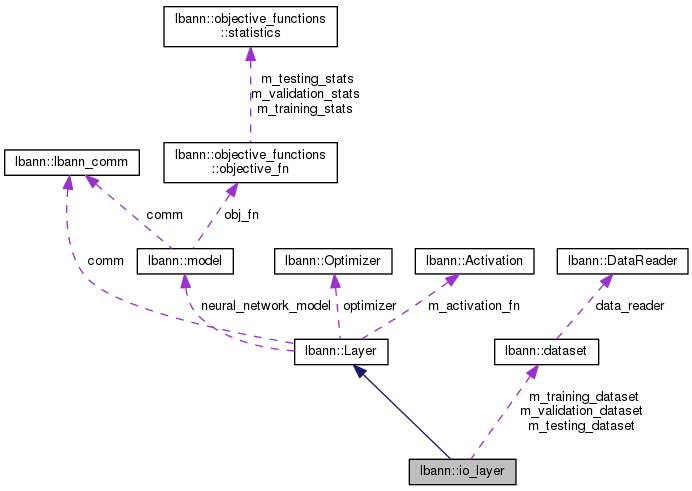 lbann::objective_functions
::statistics
m_testing_stats
m_validation_stats
m_training_stats
lbann::lbann_comm
lbann::objective_functions
::objective_fn
comm
obj_fn
comm
lbann::model
lbann::Optimizer
lbann::Activation
lbann::DataReader
neural_network_model
optimizer
m_activation_fn
data_reader
lbann::Layer
lbann::dataset
m_training_dataset
m_validation_dataset
m_testing_dataset
lbann::io_layer